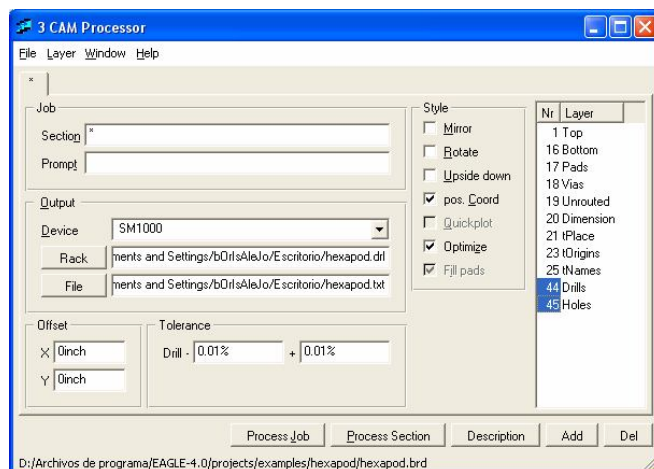 3 CAM Processor
File Layer Window Help
*
Job
Section *
Prompt
Output
Device SM1000
Rack ments and Settings/bOrlsAleJo/Escritorio/hexapod.drl
File ments and Settings/bOrlsAleJo/Escritorio/hexapod.txt
Offset
X 0inch
Y 0inch
Tolerance
Drill - 0.01% + 0.01%
Style
Mirror
Rotate
Upside down
pos. Coord
Quickplot
Optimize
Fill pads
Nr Layer
1 Top
16 Bottom
17 Pads
18 Vias
19 Unrouted
20 Dimension
21 tPlace
23 tOrigins
25 tNames
44 Drills
45 Holes
Process Job Process Section Description Add Del
D:/Archivos de programa/EAGLE-4.0/projects/examples/hexapod/hexapod.brd